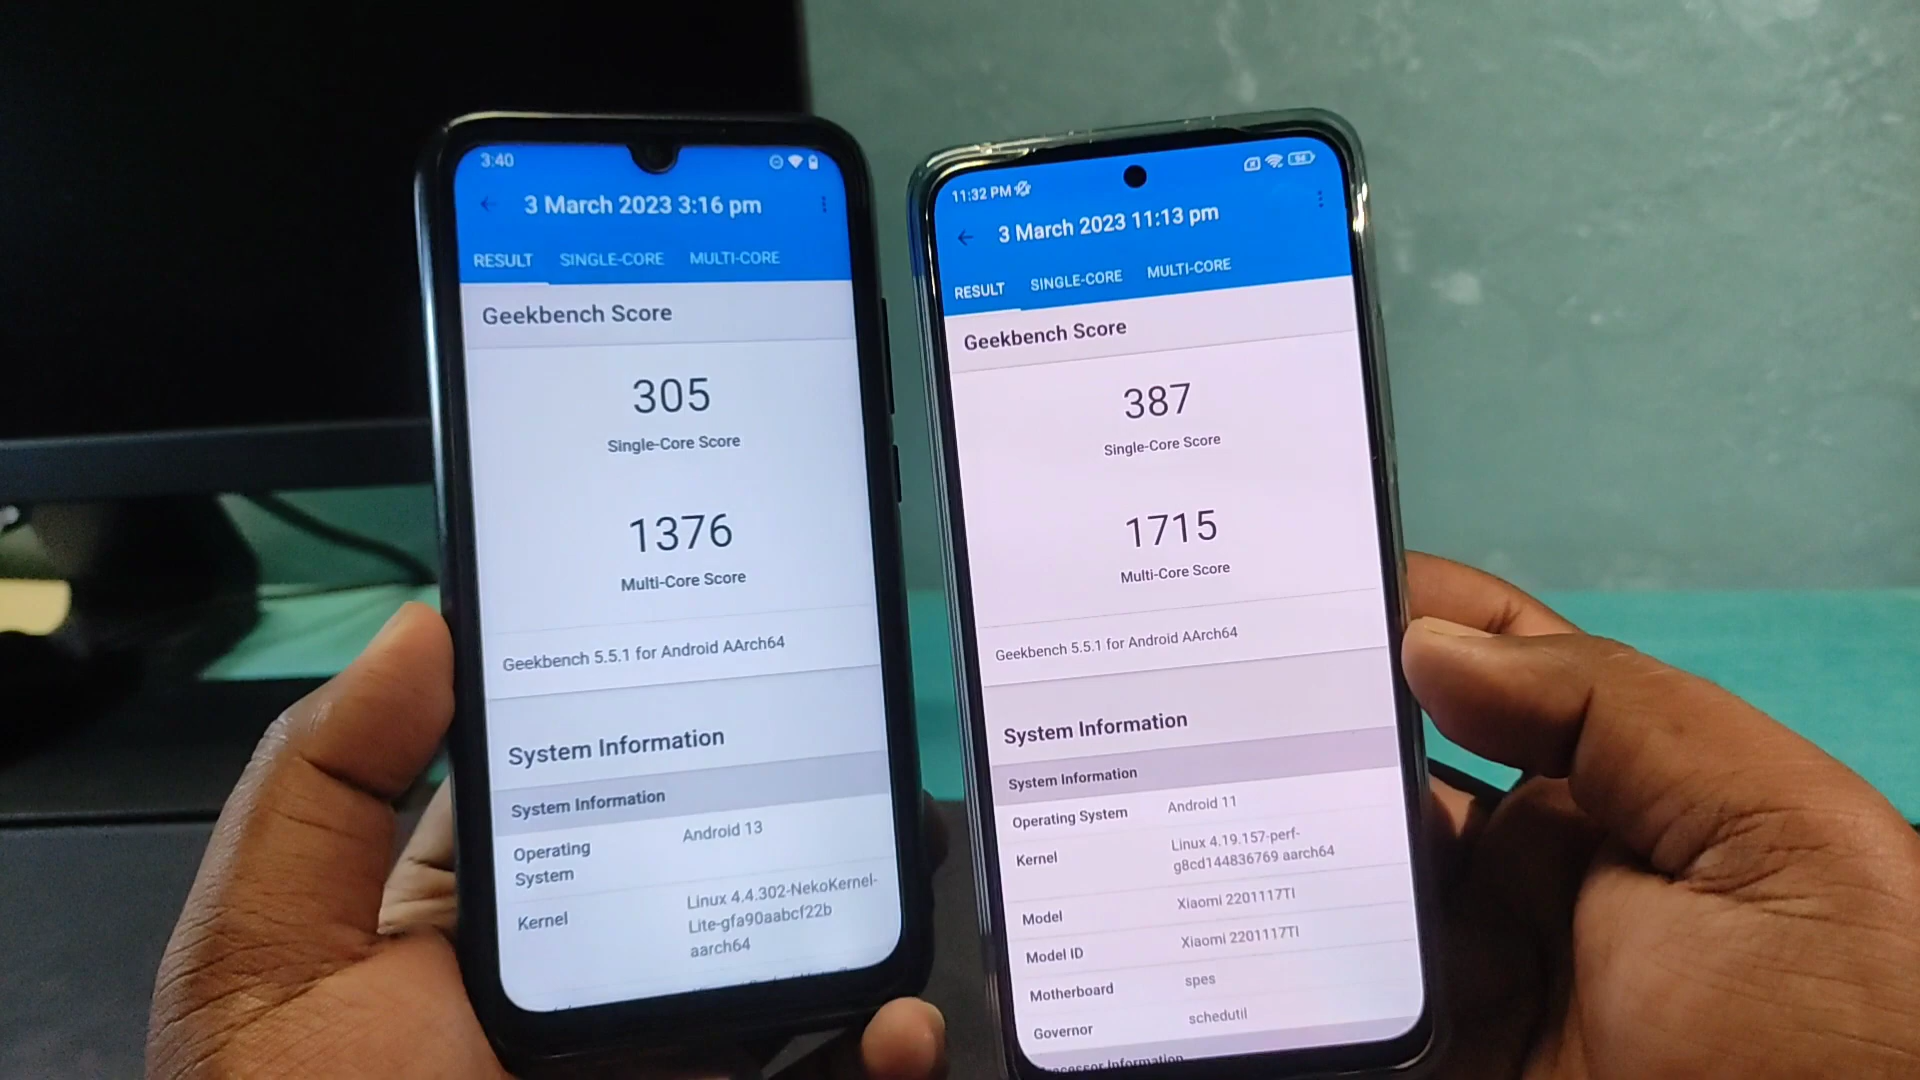 3:40
3 March 2023 3:16 pm
RESULT SINGLE-CORE MULTI-CORE
Geekbench Score
305
Single-Core Score
1376
Multi-Core Score
Geekbench 5.5.1 for Android AArch64
System Information
System Information
Operating System Android 13
Kernel Linux 4.4.302-NekoKernel-
Lite-gfa90aabcf22b
aarch64
11:32 PM
94
3 March 2023 11:13 pm
RESULT SINGLE-CORE MULTI-CORE
Geekbench Score
387
Single-Core Score
1715
Multi-Core Score
Geekbench 5.5.1 for Android AArch64
System Information
System Information
Operating System Android 11
Kernel Linux 4.19.157-perf-
g8cd144836769 aarch64
Model Xiaomi 2201117TI
Model ID Xiaomi 2201117TI
Motherboard spes
Governor schedutil
Information